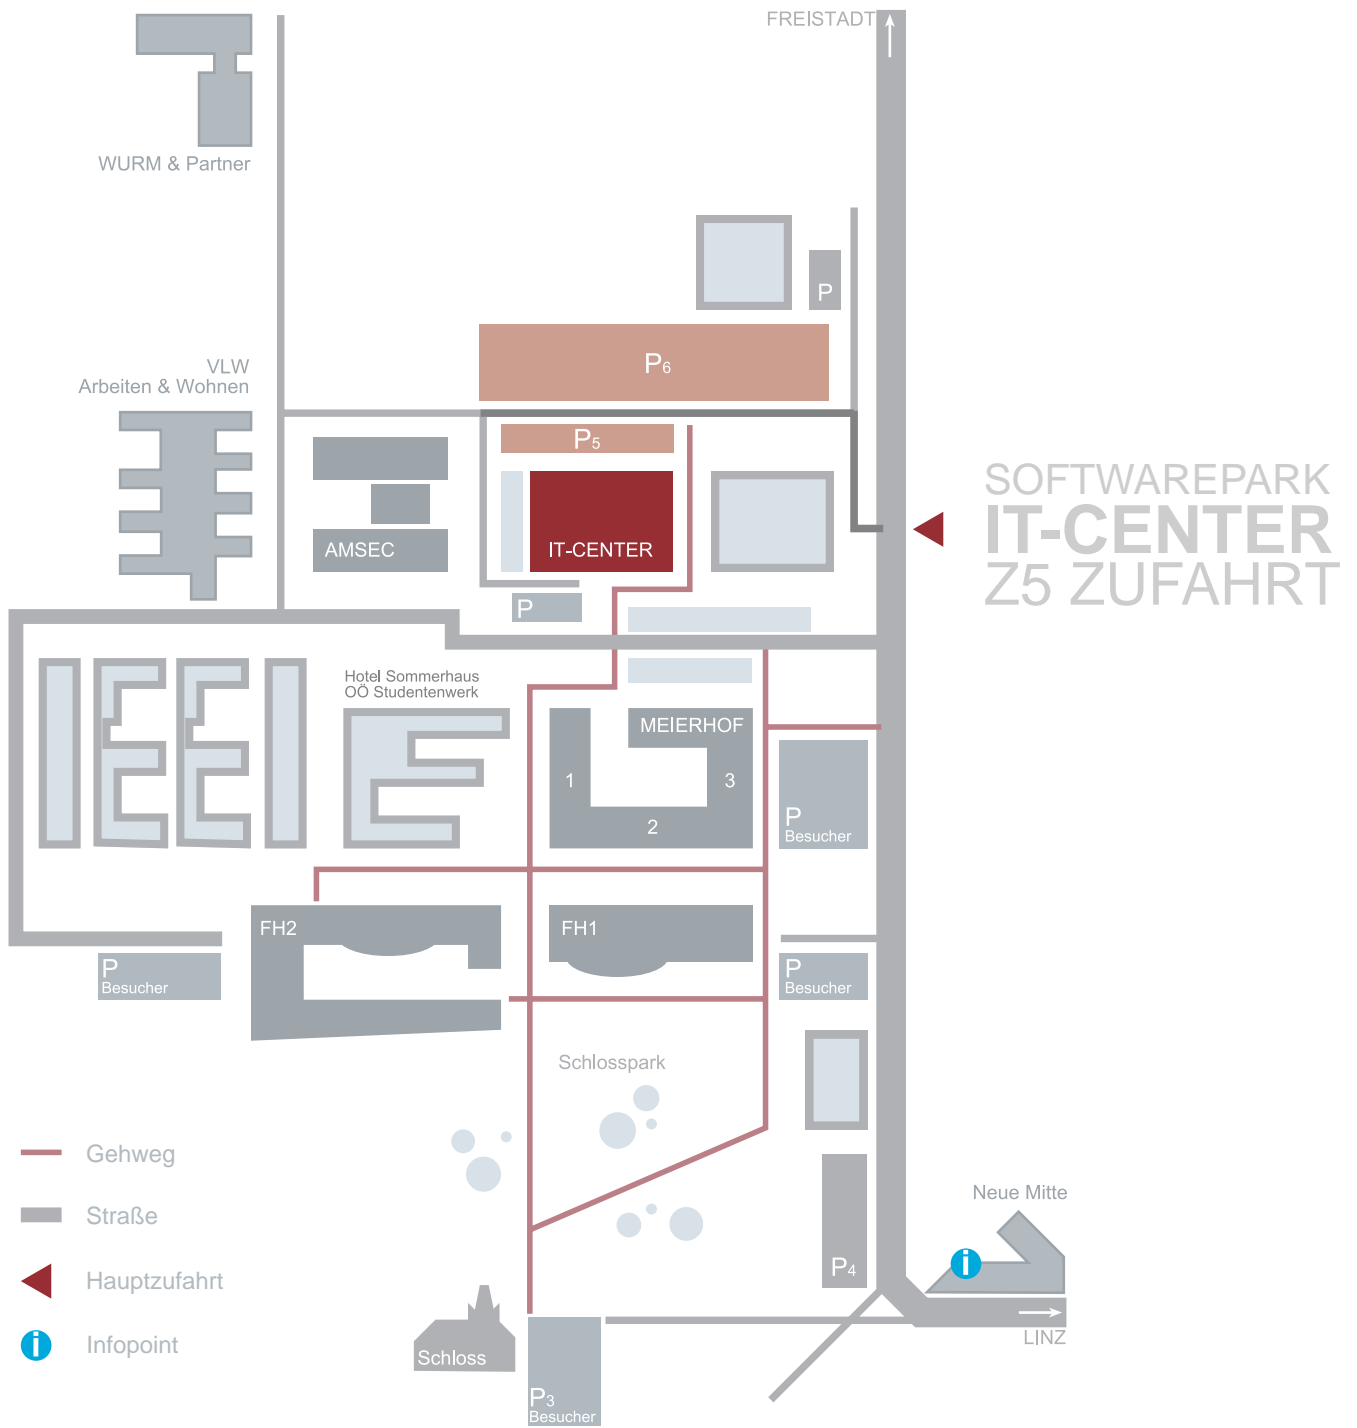 FREISTADT
WURM & Partner
P
P6
VLW
Arbeiten & Wohnen
P5
AMSEC
IT-CENTER
SOFTWAREPARK
IT-CENTER
Z5 ZUFAHRT
P
Hotel Sommerhaus
OÖ Studentenwerk
MEIERHOF
1
3
2
P
Besucher
FH2
FH1
P
Besucher
P
Besucher
Schlosspark
Gehweg
Straße
Hauptzufahrt
Infopoint
Neue Mitte
i
P4
LINZ
Schloss
P3
Besucher
i